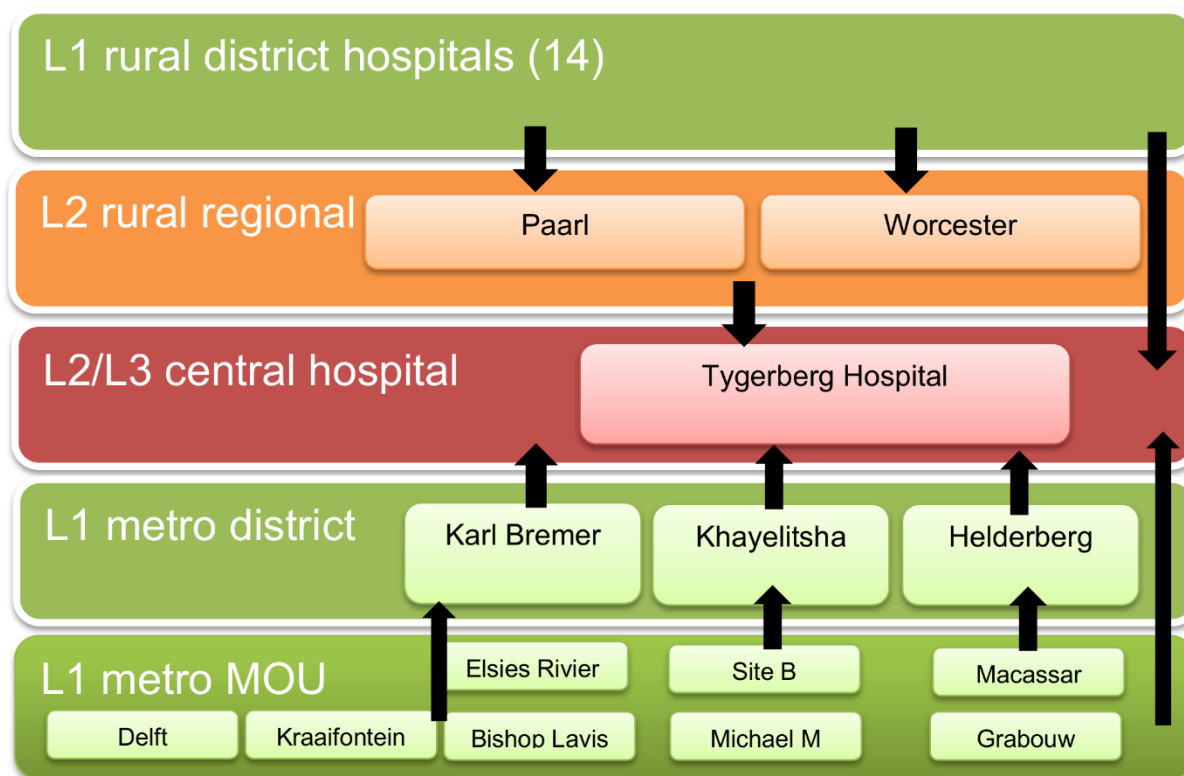 L1 rural district hospitals (14)
L2 rural regional
Paarl
Worcester
L2/L3 central hospital
Tygerberg Hospital
L1 metro district
Karl Bremer
Khayelitsha
Helderberg
L1 metro MOU
Elsies Rivier
Site B
Macassar
Delft
Kraaifontein
Bishop Lavis
Michael M
Grabouw